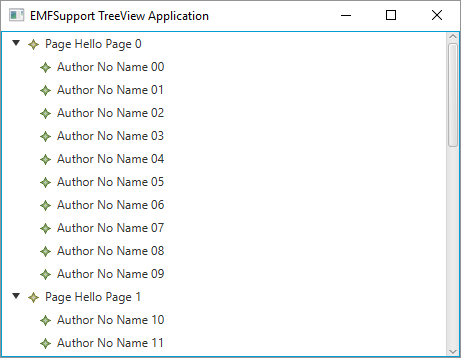 EMFSupport TreeView Application
Page Hello Page 0
Author No Name 00
Author No Name 01
Author No Name 02
Author No Name 03
Author No Name 04
Author No Name 05
Author No Name 06
Author No Name 07
Author No Name 08
Author No Name 09
Page Hello Page 1
Author No Name 10
Author No Name 11